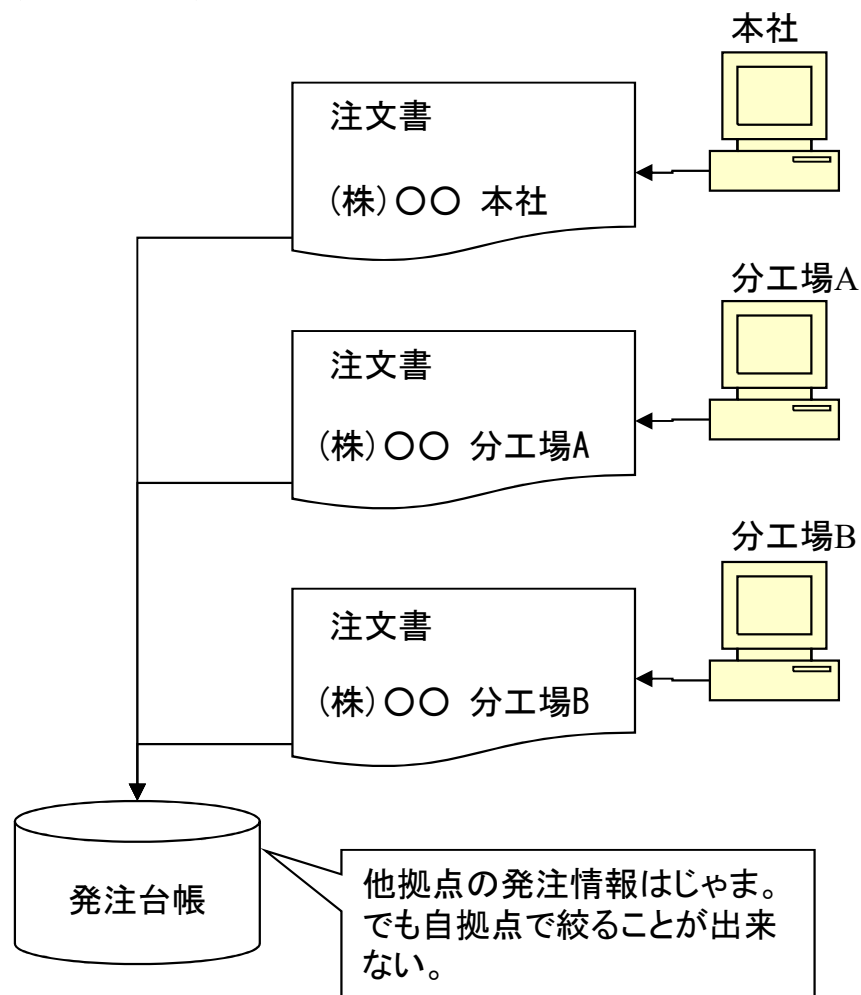 本社
注文書
(株)○○ 本社
分工場A
注文書
(株)○○ 分工場A
分工場B
注文書
(株)○○ 分工場B
発注台帳
他拠点の発注情報はじゃま。
でも自拠点で絞ることが出来
ない。